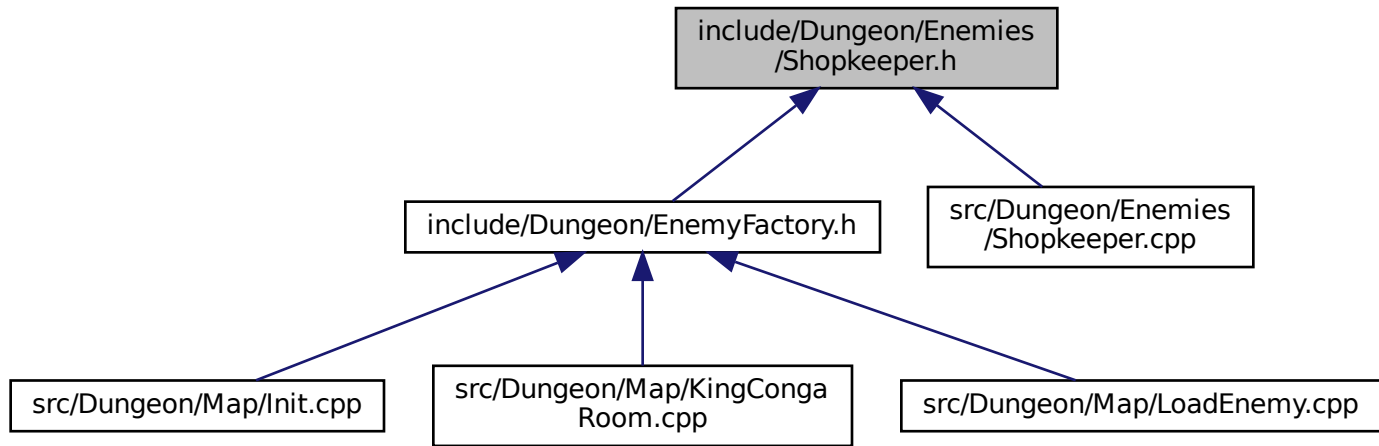 include/Dungeon/Enemies
/Shopkeeper.h
include/Dungeon/EnemyFactory.h
src/Dungeon/Enemies
/Shopkeeper.cpp
src/Dungeon/Map/Init.cpp
src/Dungeon/Map/KingConga
Room.cpp
src/Dungeon/Map/LoadEnemy.cpp